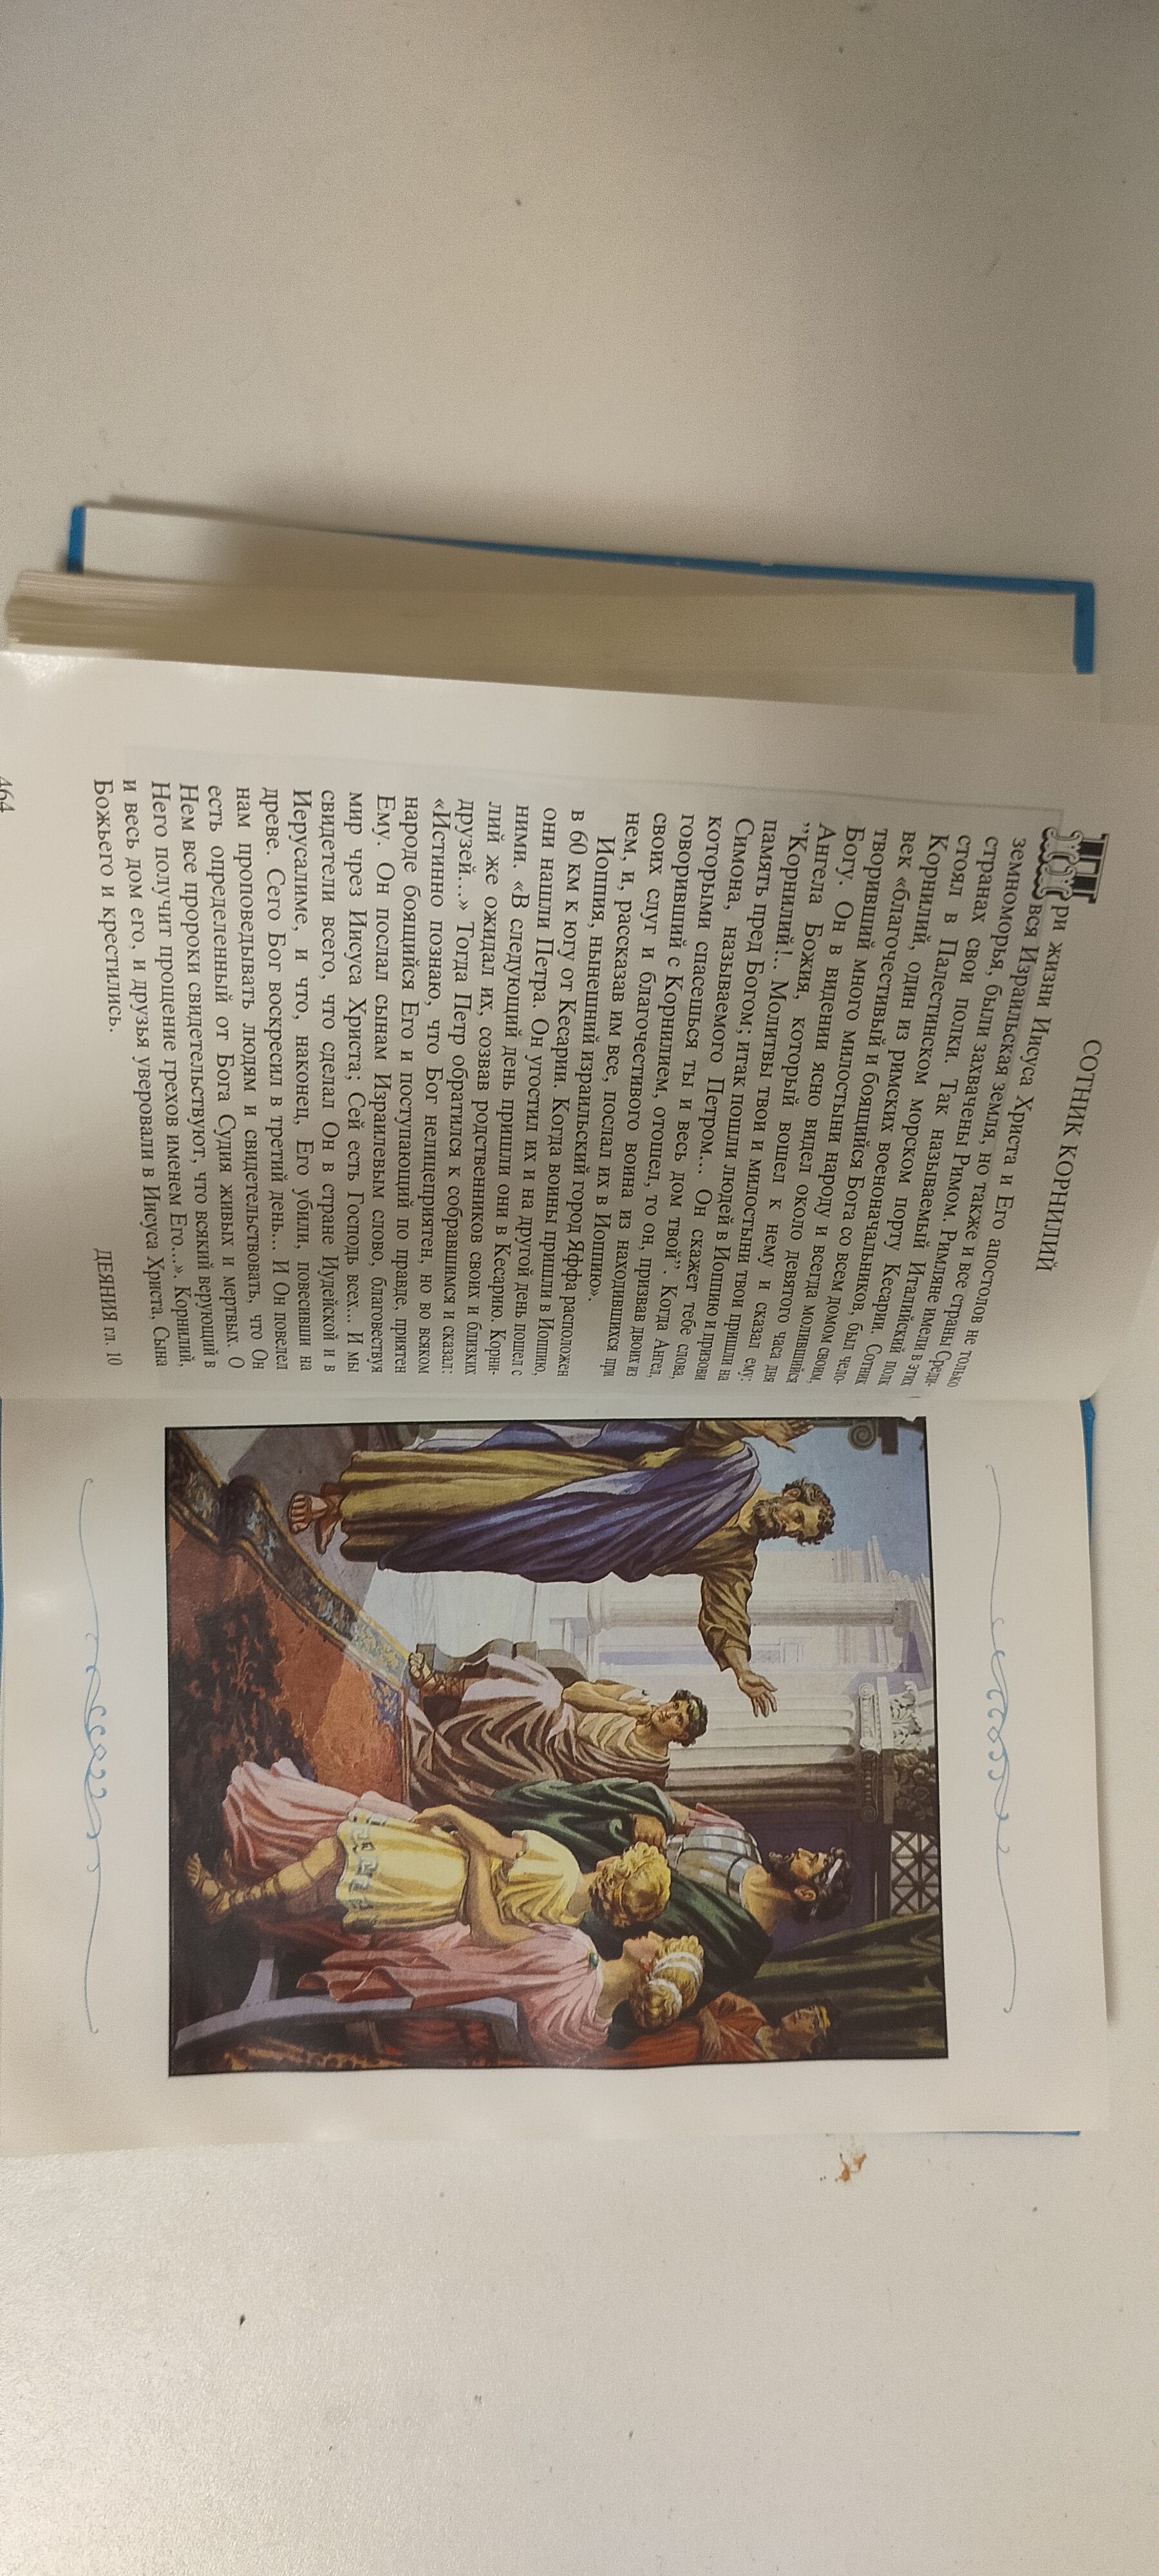 СОТНИК КОРНИЛИЙ
При жизни Иисуса Христа и Его апостолов не только
вся Израильская земля, но также и все страны Среди-
земноморья, были захвачены Римом. Римляне имели в этих
странах свои полки. Так называемый Италийский полк
стоял в Палестинском морском порту Кесарии. Сотник
Корнилий, один из римских военоначальников, был чело-
век «благочестивый и боящийся Бога со всем домом своим,
творивший много милостыни народу и всегда молившийся
Богу. Он в видении ясно видел около девятого часа дня
Ангела Божия, который вошел к нему и сказал ему:
”Корнилий!.. Молитвы твои и милостыни твои пришли на
память пред Богом; итак пошли людей в Иоппию и призови
Симона, называемого Петром... Он скажет тебе слова,
которыми спасешься ты и весь дом твой”. Когда Ангел,
говоривший с Корнилием, отошел, то он, призвав двоих из
своих слуг и благочестивого воина из находившихся при
нем, и, рассказав им все, послал их в Иоппию».
Иоппия, нынешний израильский город Яффа расположен
в 60 км к югу от Кесарии. Когда воины пришли в Иоппию,
они нашли Петра. Он угостил их и на другой день пошел с
ними. «В следующий день пришли они в Кесарию. Корни-
лий же ожидал их, созвав родственников своих и близких
друзей...» Тогда Петр обратился к собравшимся и сказал:
«Истинно познаю, что Бог нелицеприятен, но во всяком
народе боящийся Его и поступающий по правде, приятен
Ему. Он послал сынам Израилевым слово, благовествуя
мир чрез Иисуса Христа; Сей есть Господь всех... И мы
свидетели всего, что сделал Он в стране Иудейской и в
Иерусалиме, и что, наконец, Его убили, повесивши на
древе. Сего Бог воскресил в третий день... И Он повелел
нам проповедывать людям и свидетельствовать, что Он
есть определенный от Бога Судия живых и мертвых. О
Нем все пророки свидетельствуют, что всякий верующий в
Него получит прощение грехов именем Его...». Корнилий,
и весь дом его, и друзья уверовали в Иисуса Христа, Сына
Божьего и крестились.
ДЕЯНИЯ гл. 10
464